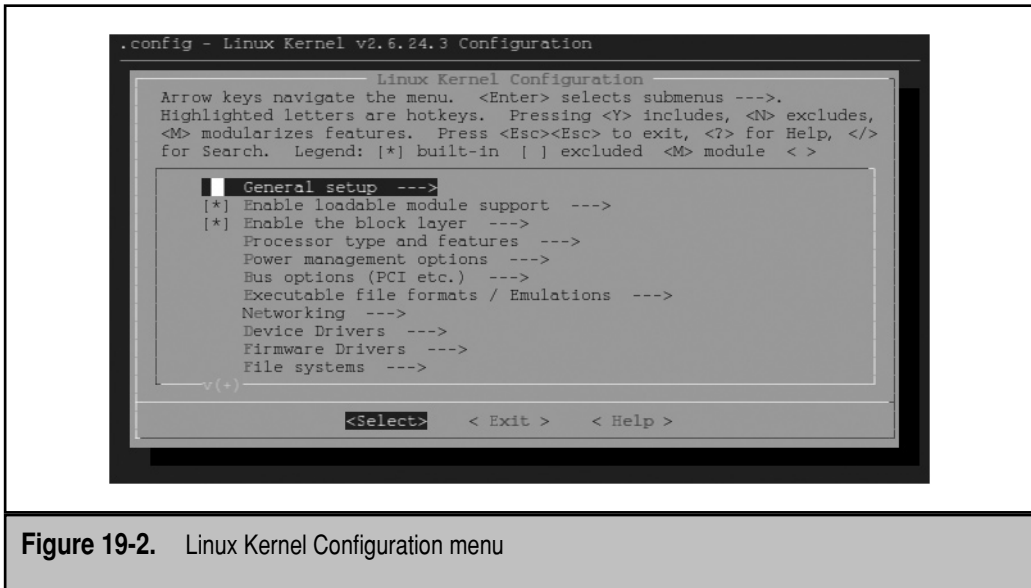 .config - Linux Kernel v2.6.24.3 Configuration
Linux Kernel Configuration
Arrow keys navigate the menu.  <Enter> selects submenus --->.
Highlighted letters are hotkeys.  Pressing <Y> includes, <N> excludes,
<M> modularizes features.  Press <Esc><Esc> to exit, <?> for Help, </>
for Search.  Legend: [*] built-in  [ ] excluded  <M> module  < >
General setup  --->
[*] Enable loadable module support  --->
[*] Enable the block layer  --->
Processor type and features  --->
Power management options  --->
Bus options (PCI etc.)  --->
Executable file formats / Emulations  --->
Networking  --->
Device Drivers  --->
Firmware Drivers  --->
File systems  --->
v(+)
<Select>    < Exit >    < Help >
Figure 19-2.   Linux Kernel Configuration menu